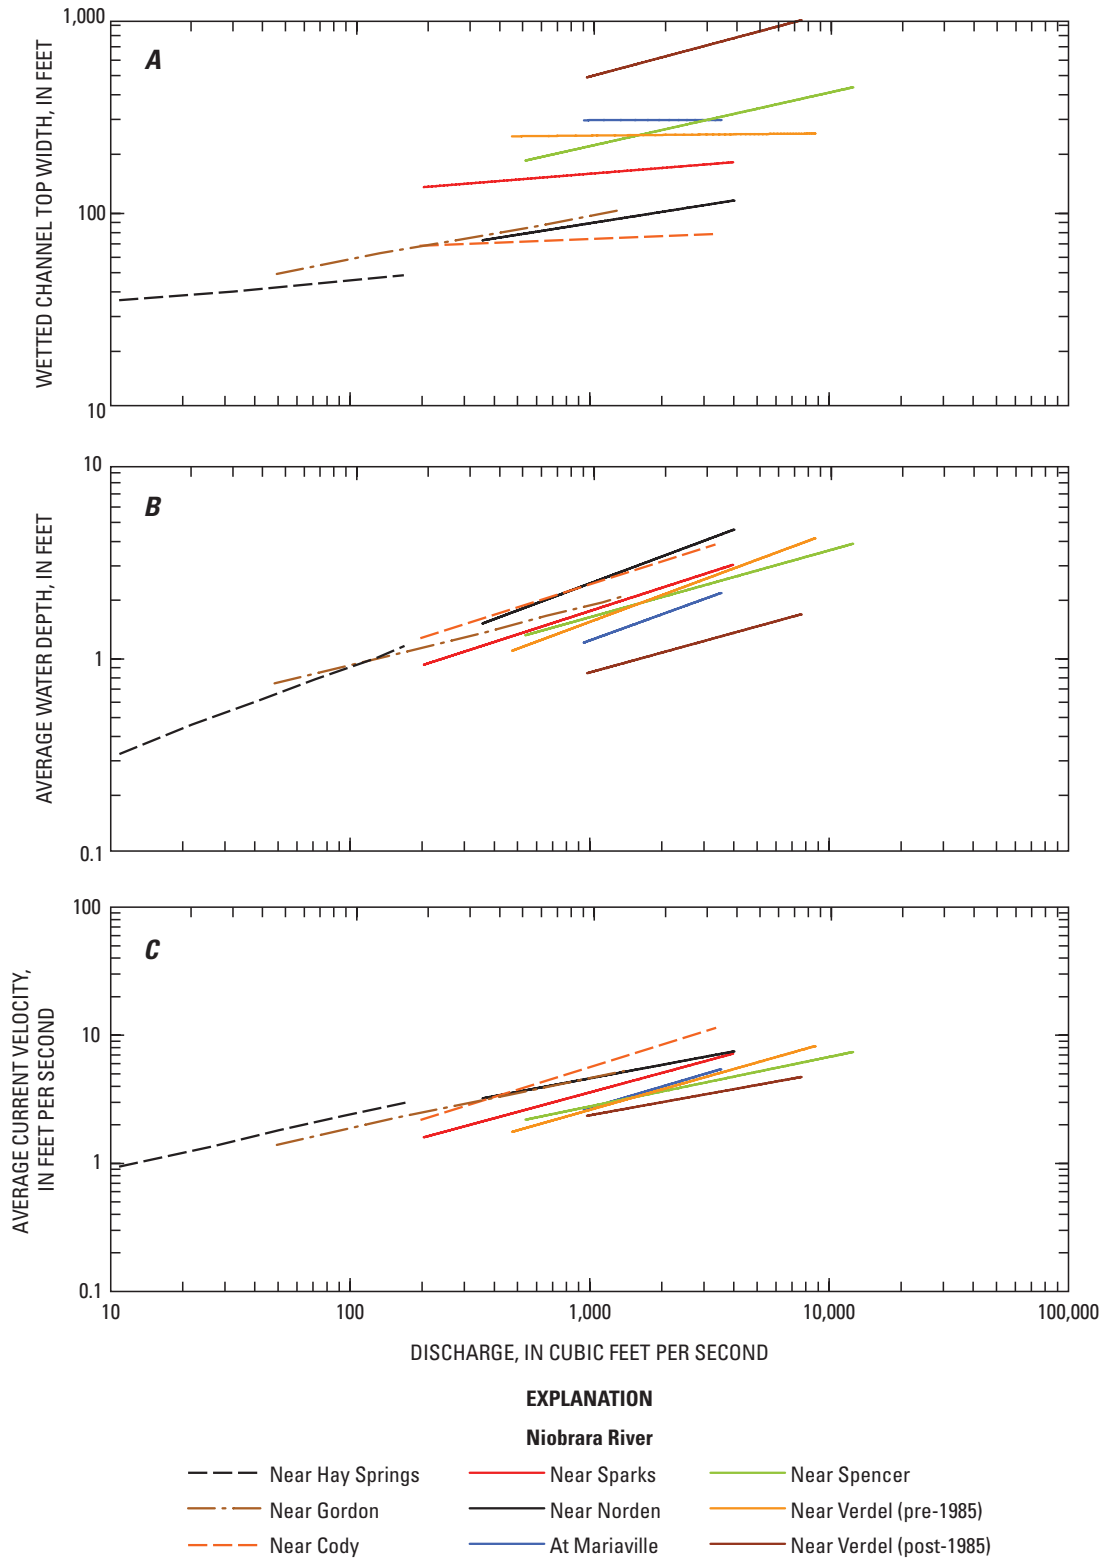 1,000
A
WETTED CHANNEL TOP WIDTH, IN FEET
100
10
10
B
AVERAGE WATER DEPTH, IN FEET
1
0.1
100
C
AVERAGE CURRENT VELOCITY,
IN FEET PER SECOND
10
1
0.1
10 100 1,000 10,000 100,000
DISCHARGE, IN CUBIC FEET PER SECOND
EXPLANATION
Niobrara River
Near Hay Springs Near Sparks Near Spencer
Near Gordon Near Norden Near Verdel (pre-1985)
Near Cody At Mariaville Near Verdel (post-1985)